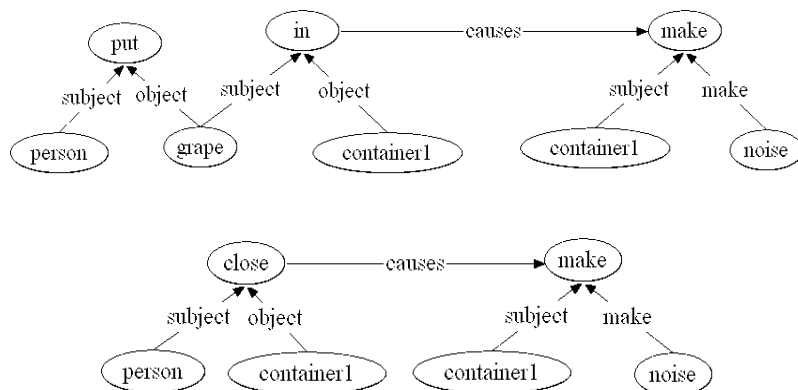 in causes make
put
subject object subject object subject make
person grape container1 container1 noise
close causes make
subject object subject make
person container1 container1 noise